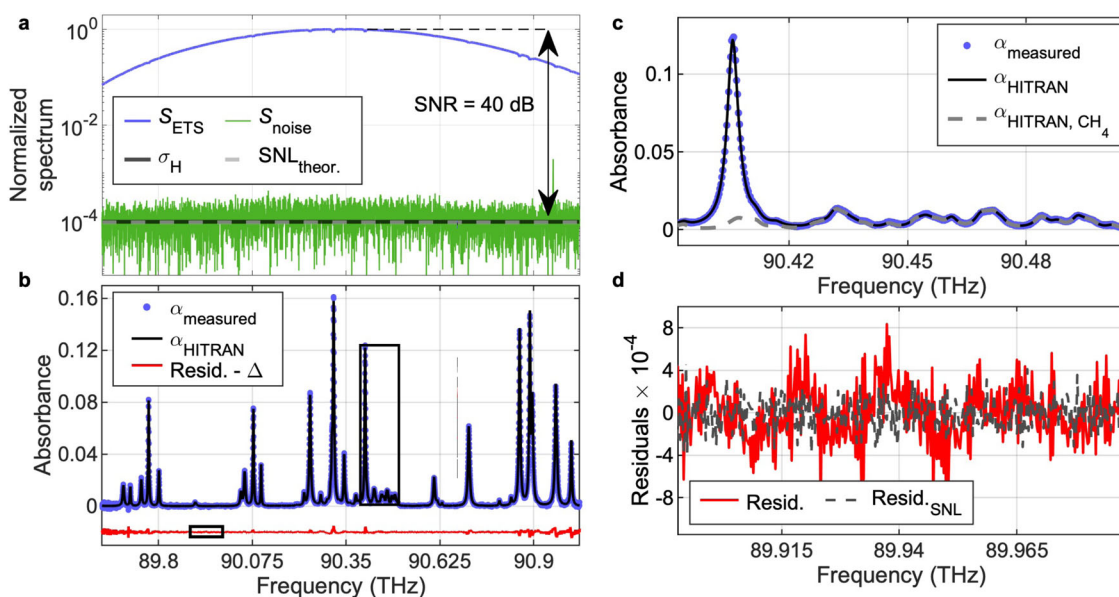 a
Normalized
spectrum
10⁰
10⁻²
10⁻⁴
SNR = 40 dB
S_ETS
S_noise
σ_H
SNL_theor.
b
Absorbance
0.16
0.12
0.08
0.04
0
α_measured
α_HITRAN
Resid. - Δ
89.8
90.075
90.35
90.625
90.9
Frequency (THz)
c
Absorbance
0.1
0.05
0
α_measured
α_HITRAN
α_HITRAN, CH₄
90.42
90.45
90.48
Frequency (THz)
d
Residuals × 10⁻⁴
8
4
0
-4
-8
Resid.
Resid._SNL
89.915
89.94
89.965
Frequency (THz)